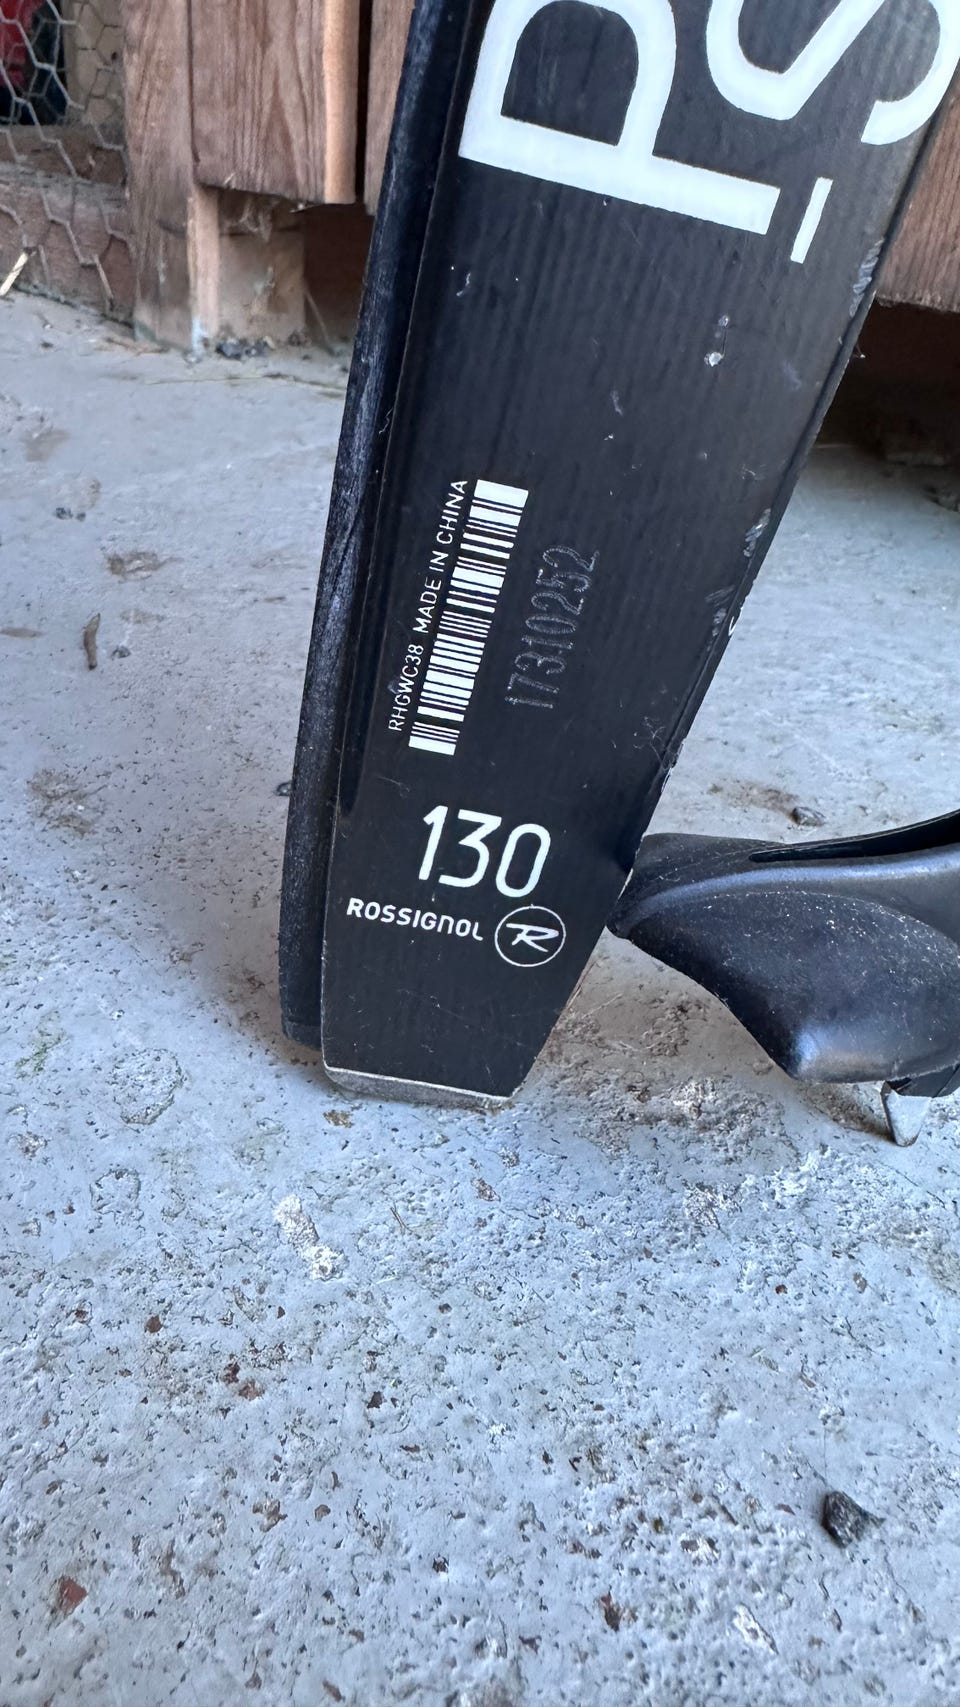 RHGWC38 MADE IN CHINA
17310252
130
ROSSIGNOL R